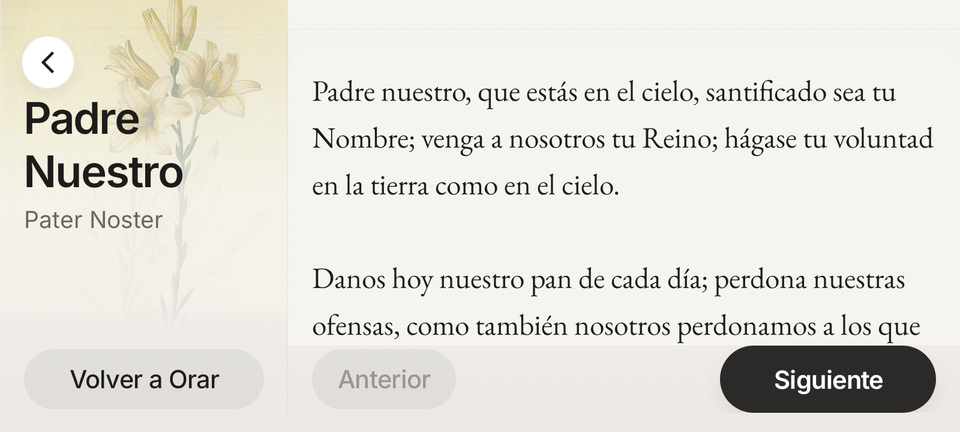 Padre
Nuestro
Pater Noster
Volver a Orar
Padre nuestro, que estás en el cielo, santificado sea tu
Nombre; venga a nosotros tu Reino; hágase tu voluntad
en la tierra como en el cielo.
Danos hoy nuestro pan de cada día; perdona nuestras
ofensas, como también nosotros perdonamos a los que
Anterior
Siguiente